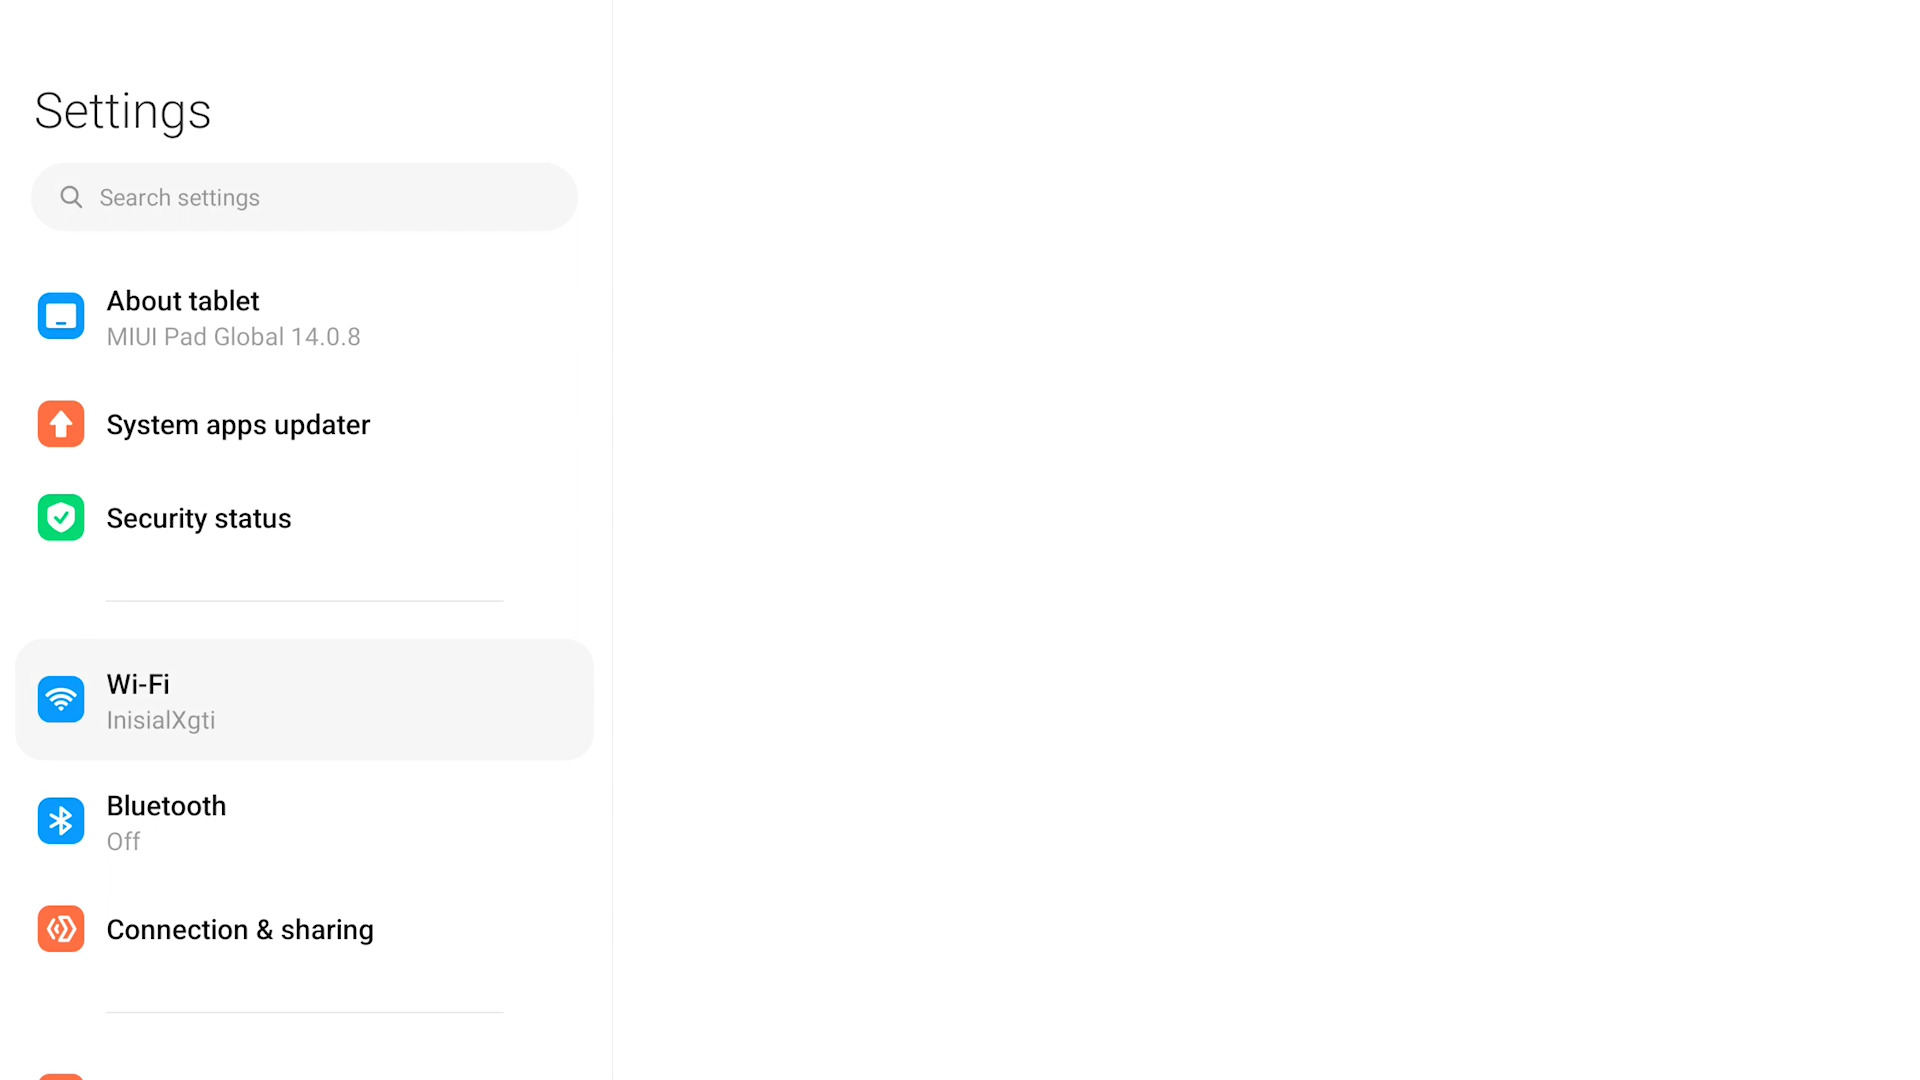 Settings
Search settings
About tablet
MIUI Pad Global 14.0.8
System apps updater
Security status
Wi-Fi
InisialXgti
Bluetooth
Off
Connection & sharing